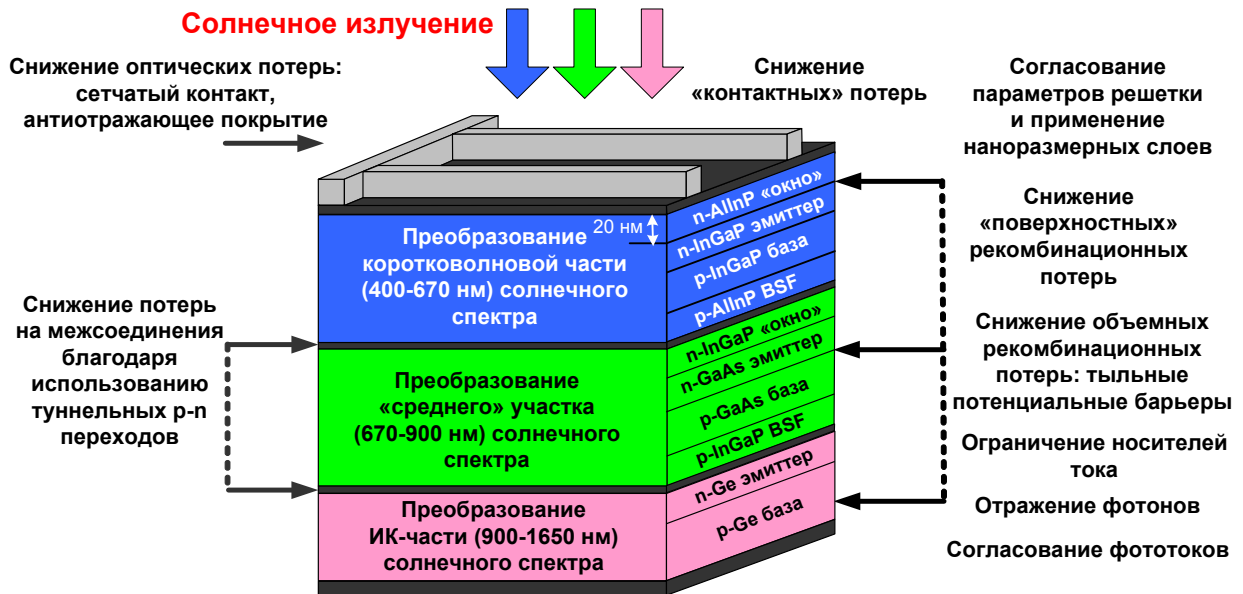 Солнечное излучение
Снижение оптических потерь:
сетчатый контакт,
антиотражающее покрытие
Снижение
«контактных» потерь
Согласование
параметров решетки
и применение
наноразмерных слоев
Снижение
«поверхностных»
рекомбинационных
потерь
Снижение объемных
рекомбинационных
потерь: тыльные
потенциальные барьеры
Ограничение носителей
тока
Отражение фотонов
Согласование фототоков
Снижение потерь
на межсоединения
благодаря
использованию
туннельных p-n
переходов
20 нм
Преобразование
коротковолновой части
(400-670 нм) солнечного
спектра
n-AlInP «окно»
n-InGaP эмиттер
p-InGaP база
p-AlInP BSF
Преобразование
«среднего» участка
(670-900 нм) солнечного
спектра
n-InGaP «окно»
n-GaAs эмиттер
p-GaAs база
p-InGaP BSF
Преобразование
ИК-части (900-1650 нм)
солнечного спектра
n-Ge эмиттер
p-Ge база